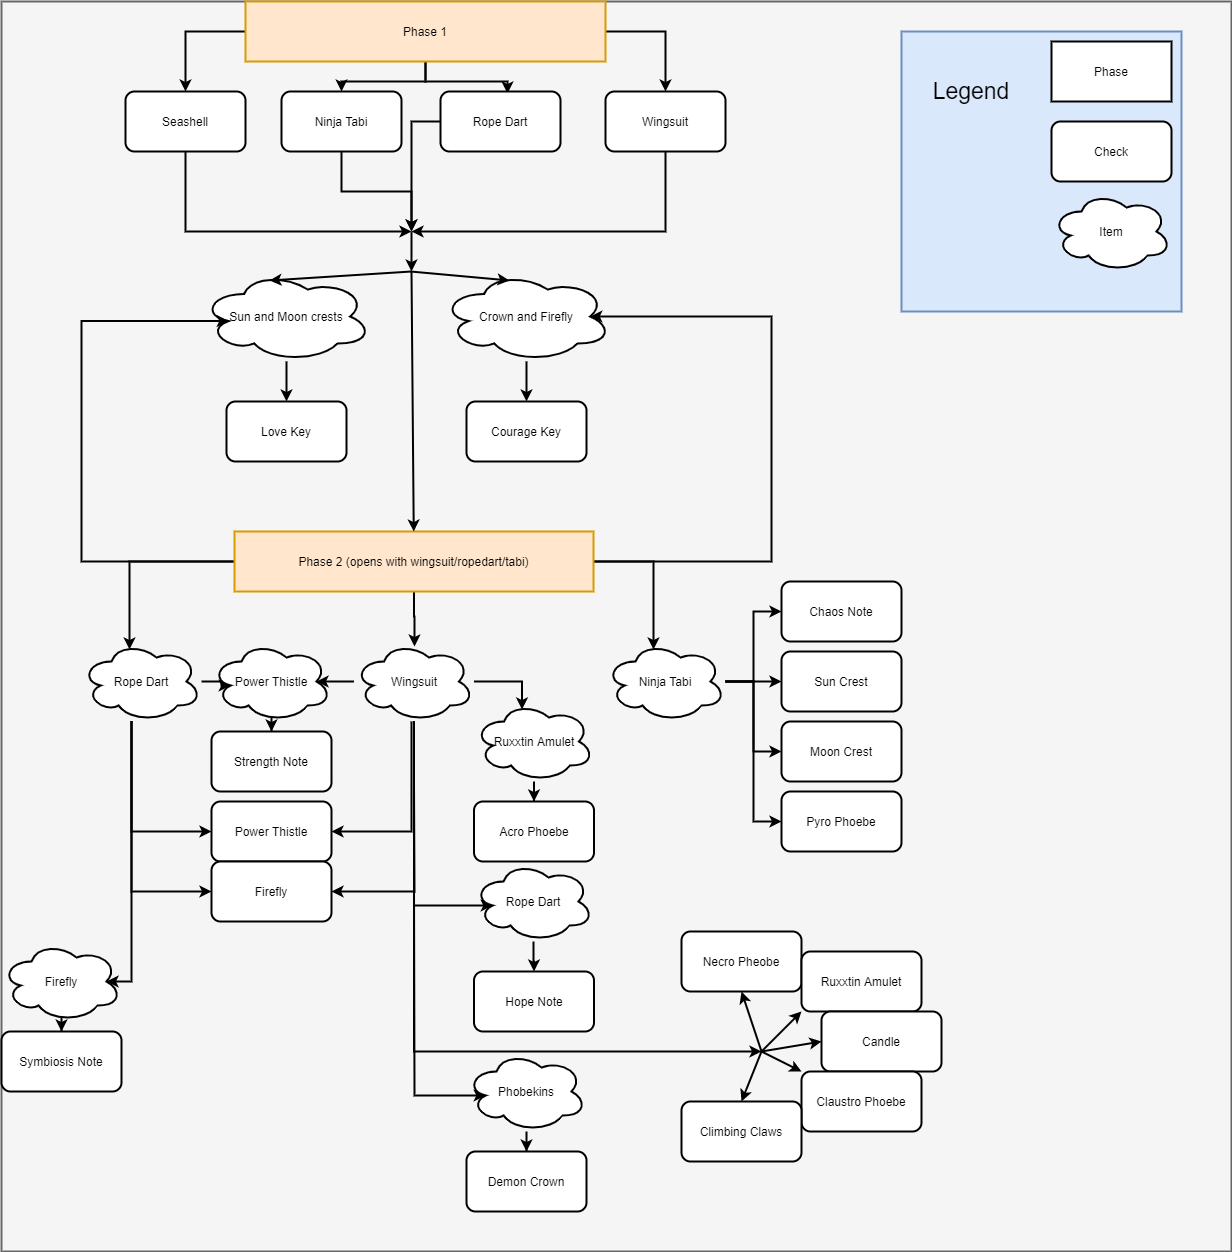 Phase 1
Legend
Phase
Seashell
Ninja Tabi
Rope Dart
Wingsuit
Check
Item
Sun and Moon crests
Crown and Firefly
Love Key
Courage Key
Phase 2 (opens with wingsuit/ropedart/tabi)
Chaos Note
Rope Dart
Power Thistle
Wingsuit
Ninja Tabi
Sun Crest
Ruxxtin Amulet
Strength Note
Moon Crest
Power Thistle
Acro Phoebe
Pyro Phoebe
Firefly
Rope Dart
Necro Pheobe
Firefly
Ruxxtin Amulet
Hope Note
Candle
Symbiosis Note
Phobekins
Claustro Phoebe
Climbing Claws
Demon Crown